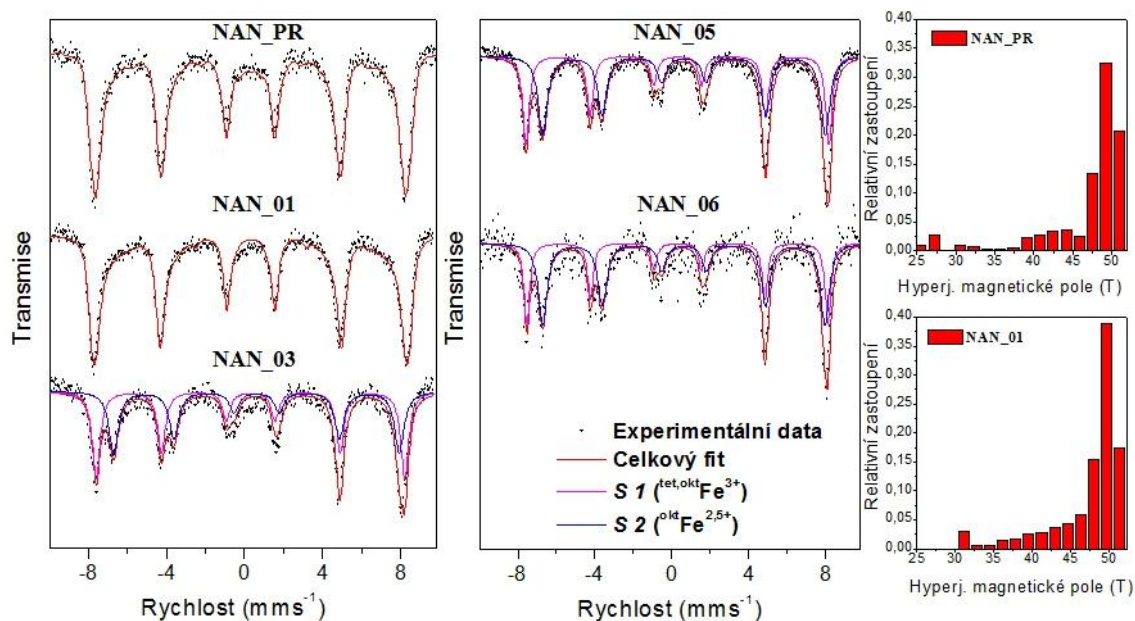 NAN_PR
NAN_01
NAN_03
Transmise
-8 -4 0 4 8
Rychlost (mms⁻¹)
NAN_05
NAN_06
Transmise
Experimentální data
Celkový fit
S 1 (ᵗᵉᵗ,ᵒᵏᵗFe³⁺)
S 2 (ᵒᵏᵗFe²,⁵⁺)
-8 -4 0 4 8
Rychlost (mms⁻¹)
0,40
0,35
0,30
0,25
0,20
0,15
0,10
0,05
0,00
Relativní zastoupení
NAN_PR
25 30 35 40 45 50
Hyperj. magnetické pole (T)
0,40
0,35
0,30
0,25
0,20
0,15
0,10
0,05
0,00
Relativní zastoupení
NAN_01
25 30 35 40 45 50
Hyperj. magnetické pole (T)